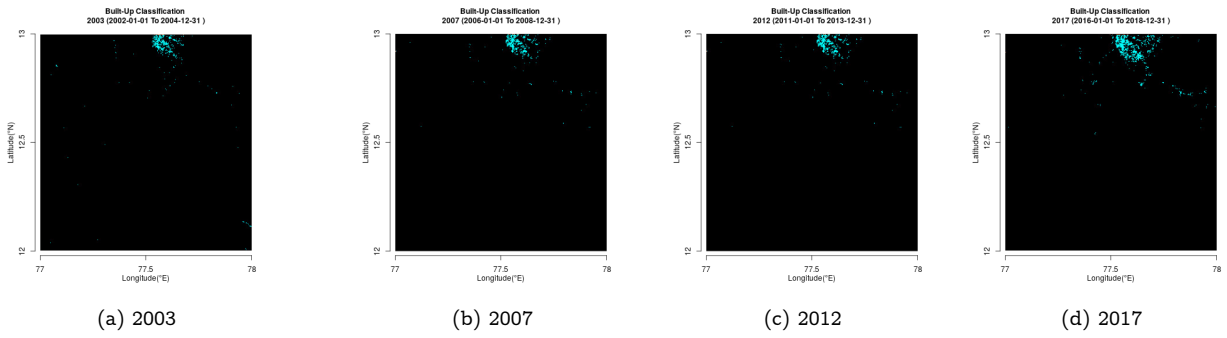 Built-Up Classification
2003 (2002-01-01 To 2004-12-31 )
13
12.5
12
Latitude(°N)
77
77.5
78
Longitude(°E)
(a) 2003
Built-Up Classification
2007 (2006-01-01 To 2008-12-31 )
13
12.5
12
Latitude(°N)
77
77.5
78
Longitude(°E)
(b) 2007
Built-Up Classification
2012 (2011-01-01 To 2013-12-31 )
13
12.5
12
Latitude(°N)
77
77.5
78
Longitude(°E)
(c) 2012
Built-Up Classification
2017 (2016-01-01 To 2018-12-31 )
13
12.5
12
Latitude(°N)
77
77.5
78
Longitude(°E)
(d) 2017